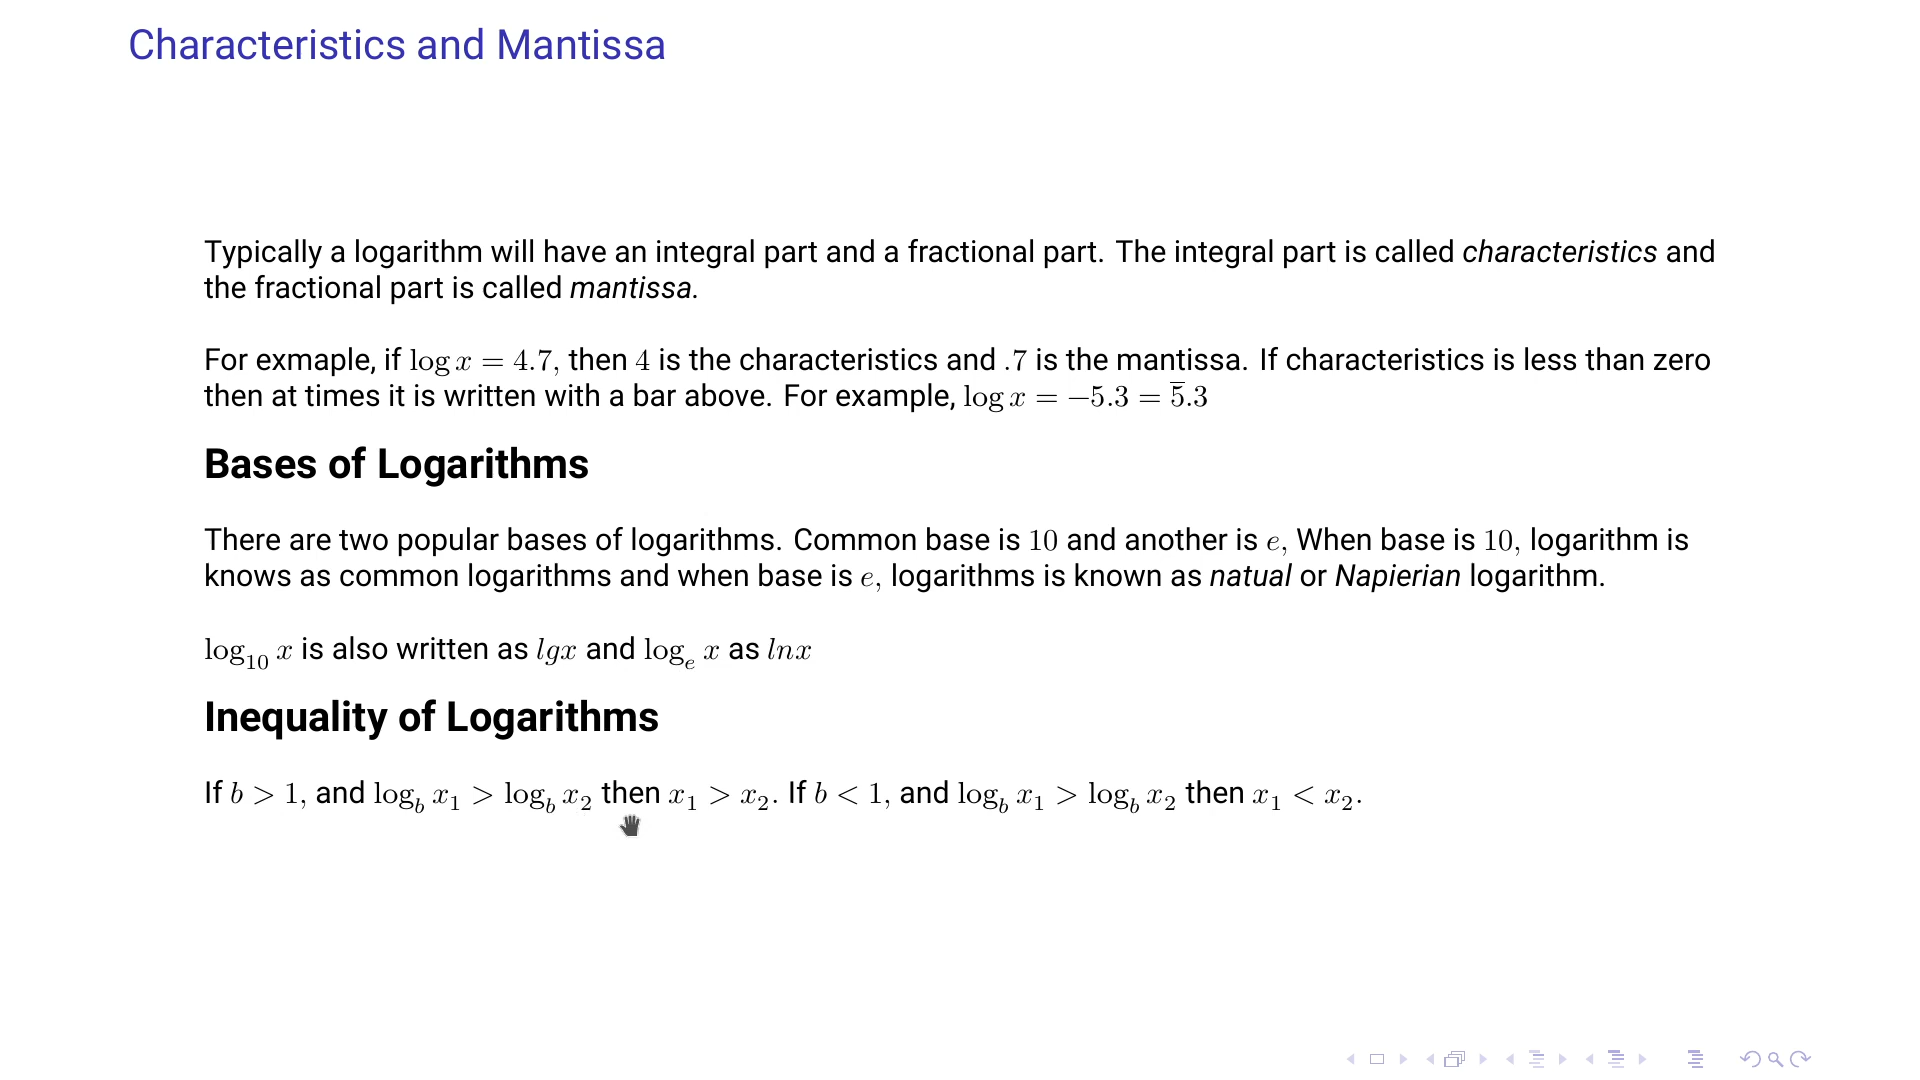 Characteristics and Mantissa
Typically a logarithm will have an integral part and a fractional part. The integral part is called characteristics and
the fractional part is called mantissa.
For exmaple, if log x = 4.7, then 4 is the characteristics and .7 is the mantissa. If characteristics is less than zero
then at times it is written with a bar above. For example, log x = −5.3 = 5̅.3
Bases of Logarithms
There are two popular bases of logarithms. Common base is 10 and another is e, When base is 10, logarithm is
knows as common logarithms and when base is e, logarithms is known as natual or Napierian logarithm.
log₁₀ x is also written as lgx and logₑ x as lnx
Inequality of Logarithms
If b > 1, and log_b x₁ > log_b x₂ then x₁ > x₂. If b < 1, and log_b x₁ > log_b x₂ then x₁ < x₂.